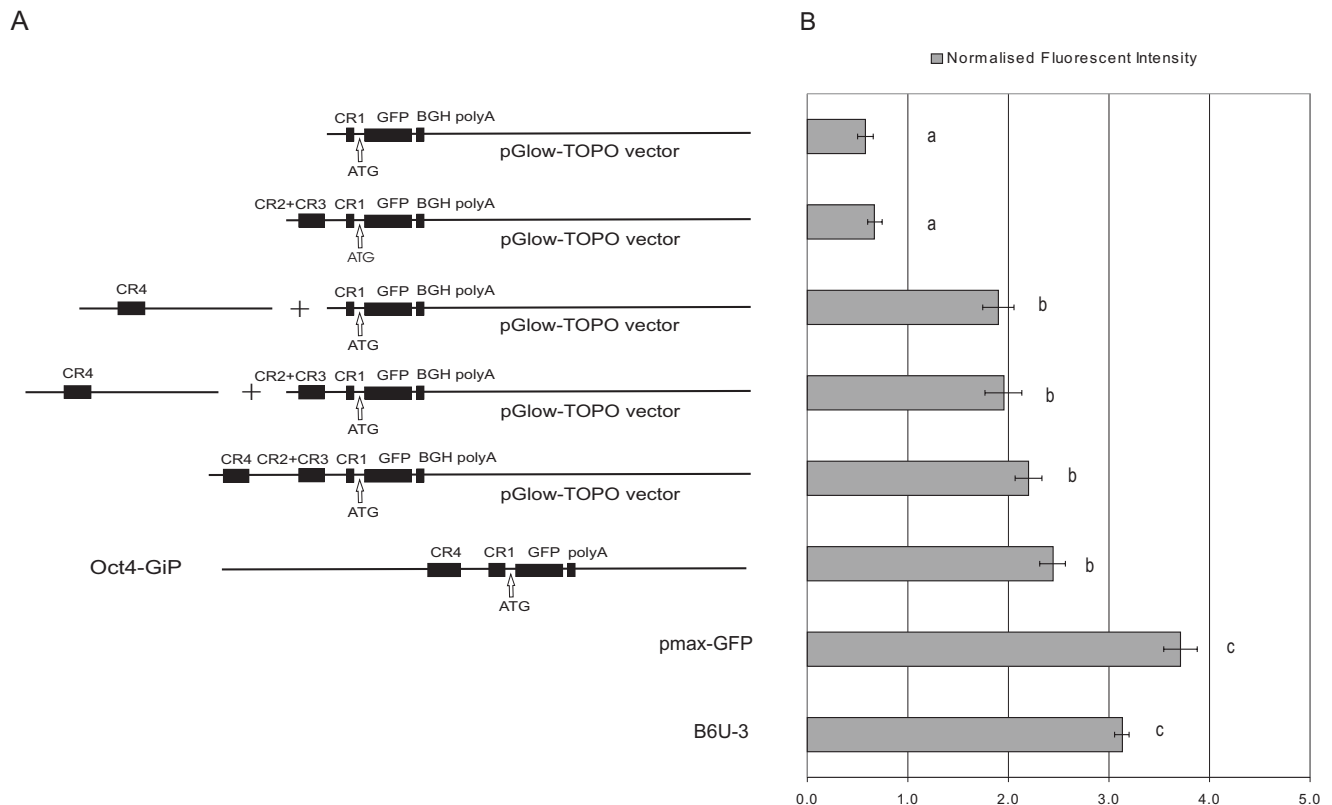 A
B
Normalised Fluorescent Intensity
CR1 GFP BGH polyA
pGlow-TOPO vector
ATG
a
CR2+CR3 CR1 GFP BGH polyA
pGlow-TOPO vector
ATG
a
CR4
+
CR1 GFP BGH polyA
pGlow-TOPO vector
ATG
b
CR4
+
CR2+CR3 CR1 GFP BGH polyA
pGlow-TOPO vector
ATG
b
CR4 CR2+CR3 CR1 GFP BGH polyA
pGlow-TOPO vector
ATG
b
Oct4-GiP
CR4 CR1 GFP polyA
ATG
b
pmax-GFP
c
B6U-3
c
0.0 1.0 2.0 3.0 4.0 5.0